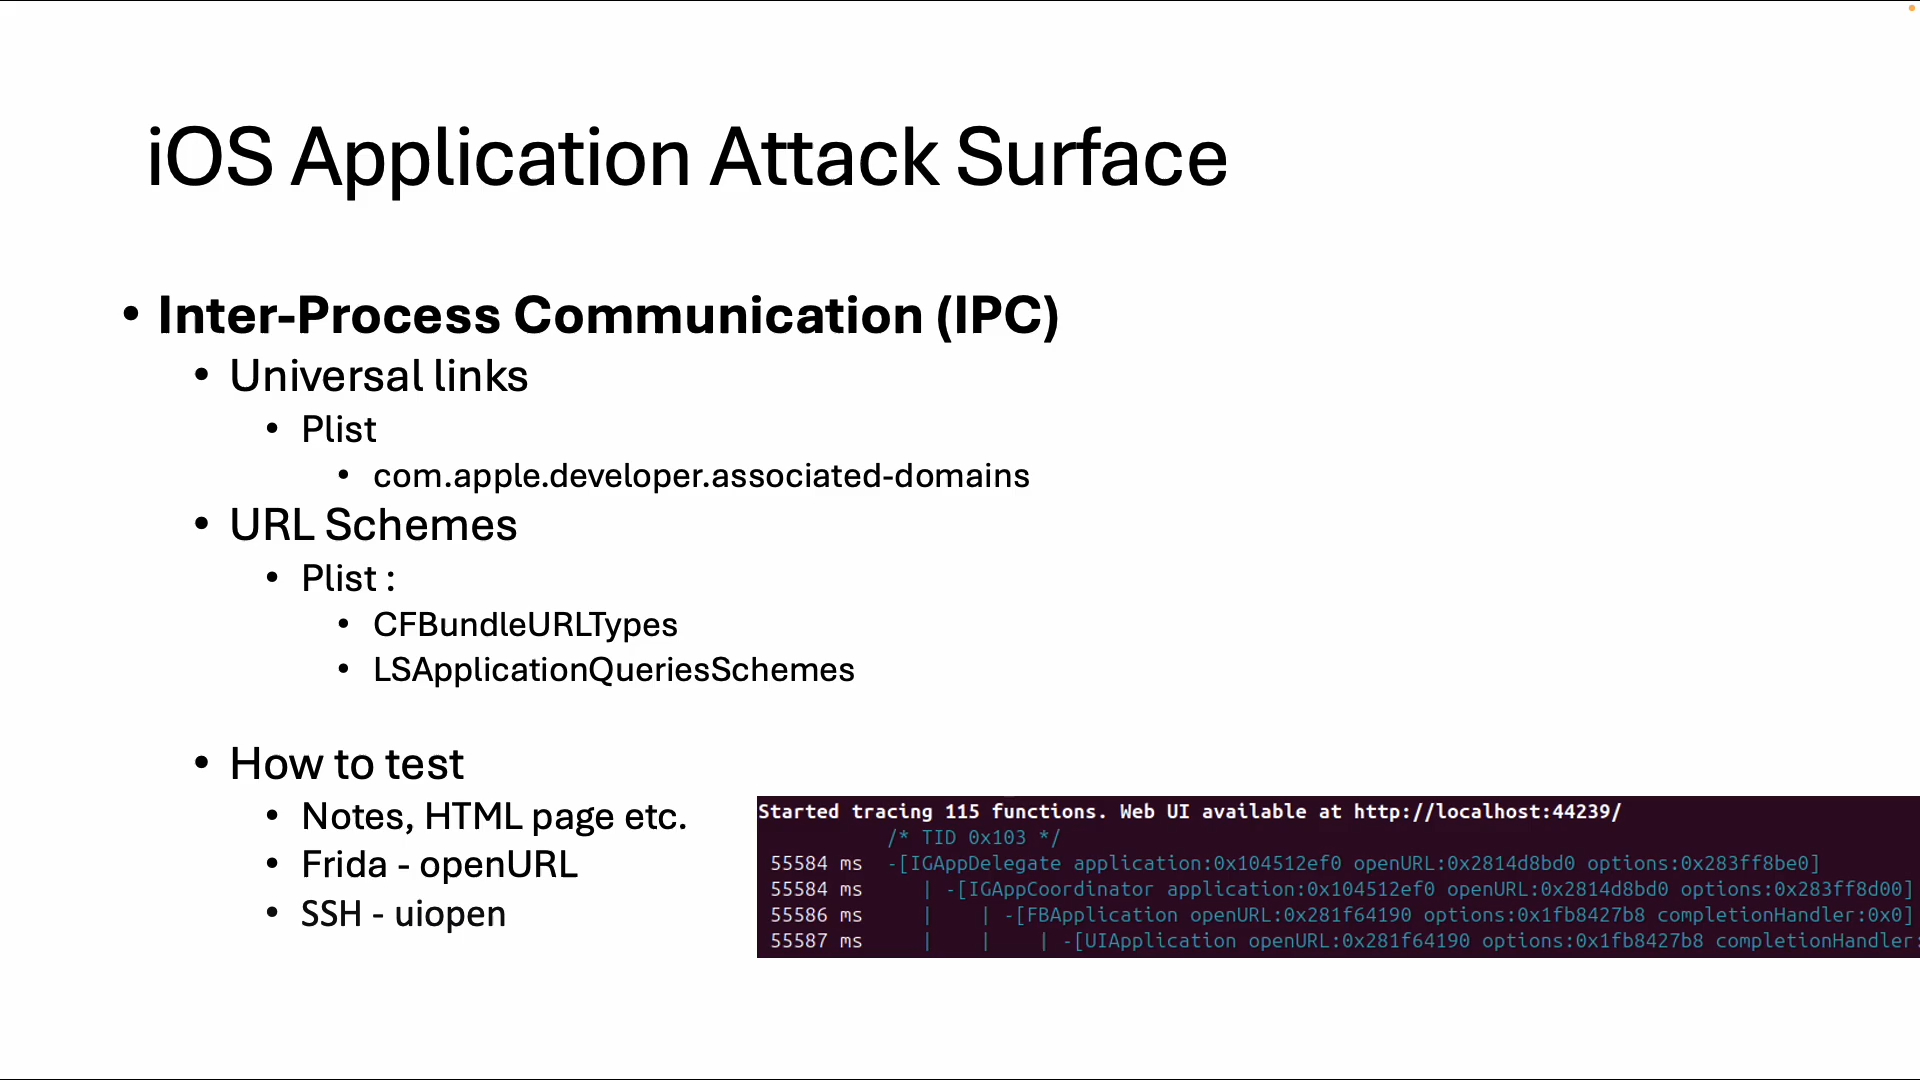 iOS Application Attack Surface
• Inter-Process Communication (IPC)
• Universal links
• Plist
• com.apple.developer.associated-domains
• URL Schemes
• Plist :
• CFBundleURLTypes
• LSApplicationQueriesSchemes
• How to test
• Notes, HTML page etc.
• Frida - openURL
• SSH - uiopen
Started tracing 115 functions. Web UI available at http://localhost:44239/
/* TID 0x103 */
55584 ms -[IGAppDelegate application:0x104512ef0 openURL:0x2814d8bd0 options:0x283ff8be0]
55584 ms | -[IGAppCoordinator application:0x104512ef0 openURL:0x2814d8bd0 options:0x283ff8d00]
55586 ms | | -[FBApplication openURL:0x281f64190 options:0x1fb8427b8 completionHandler:0x0]
55587 ms | | | -[UIApplication openURL:0x281f64190 options:0x1fb8427b8 completionHandler: